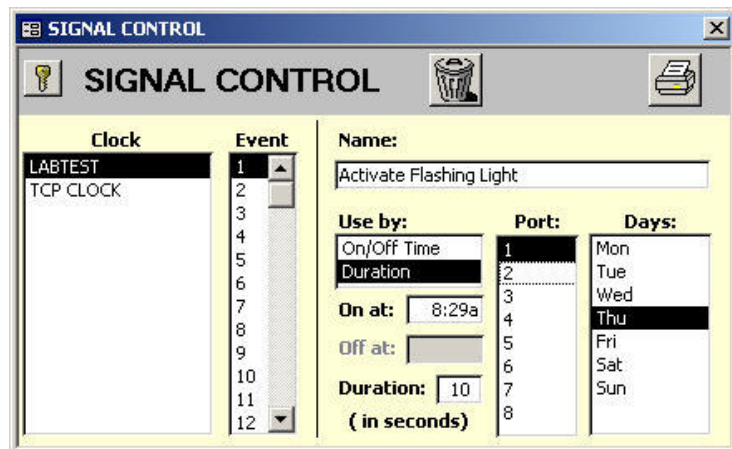 SIGNAL CONTROL
SIGNAL CONTROL
Clock
LABTEST
TCP CLOCK
Event
1
2
3
4
5
6
7
8
9
10
11
12
Name:
Activate Flashing Light
Use by:
On/Off Time
Duration
On at: 8:29a
Off at:
Duration: 10
( in seconds)
Port:
1
2
3
4
5
6
7
8
Days:
Mon
Tue
Wed
Thu
Fri
Sat
Sun